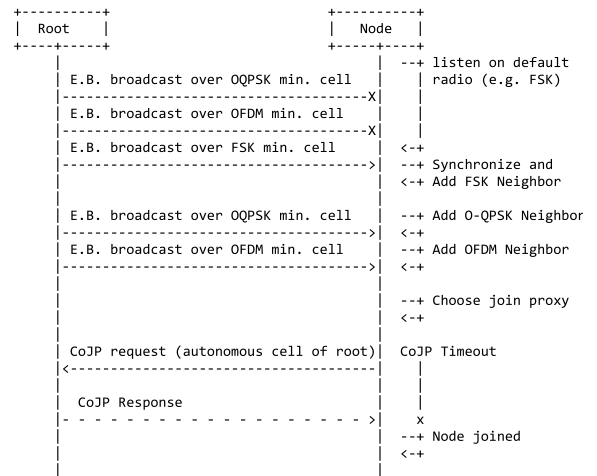 Root Node
listen on default
E.B. broadcast over OQPSK min. cell radio (e.g. FSK)
X
E.B. broadcast over OFDM min. cell
X
E.B. broadcast over FSK min. cell
Synchronize and
Add FSK Neighbor
E.B. broadcast over OQPSK min. cell Add O-QPSK Neighbor
E.B. broadcast over OFDM min. cell Add OFDM Neighbor
Choose join proxy
CoJP request (autonomous cell of root) CoJP Timeout
CoJP Response
x
Node joined